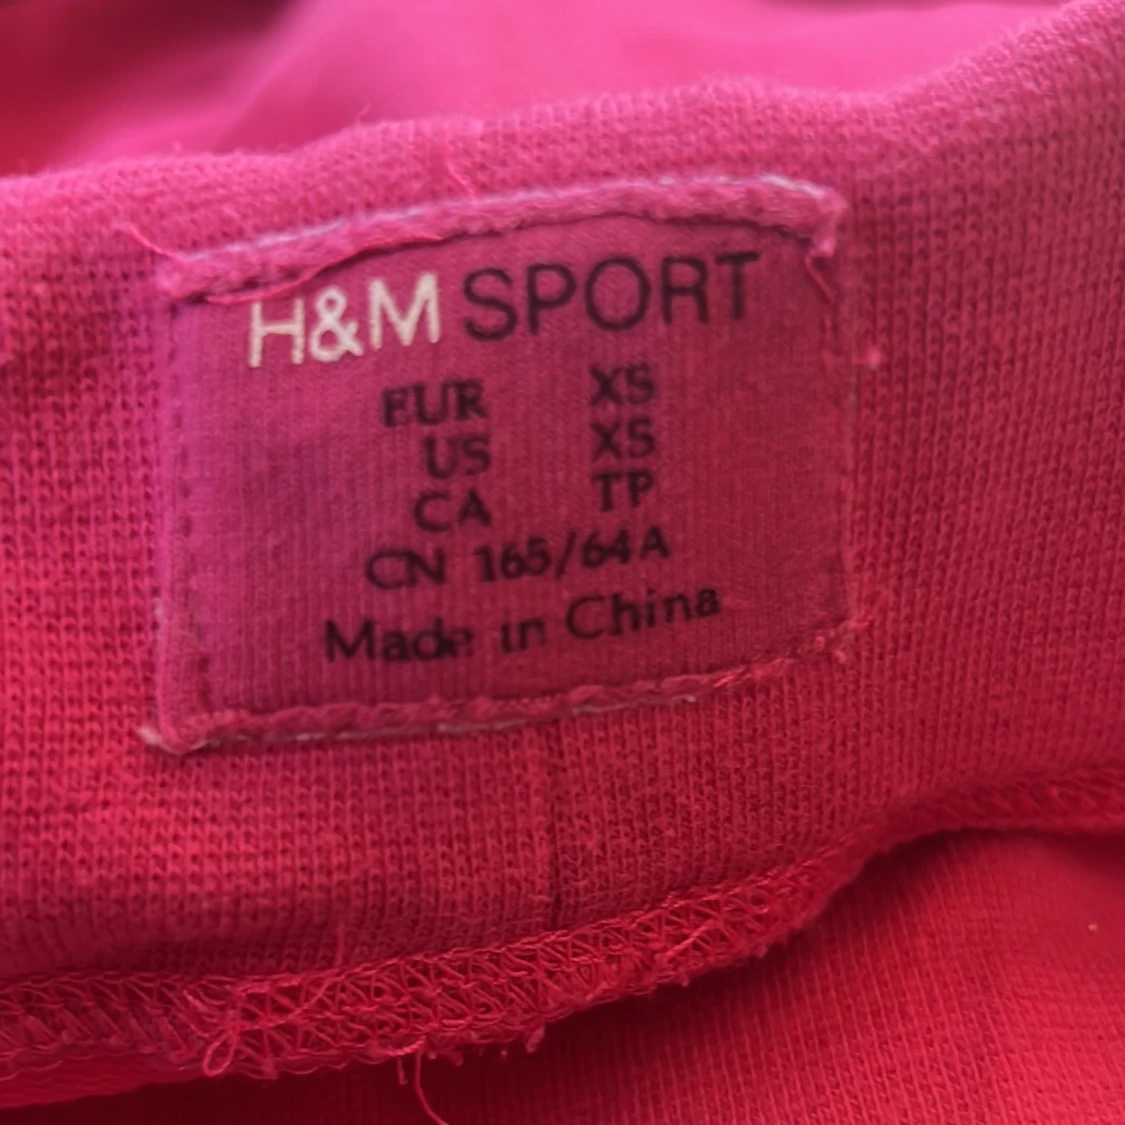 H&M SPORT
EUR XS
US XS
CA TP
CN 165/64A
Made in China